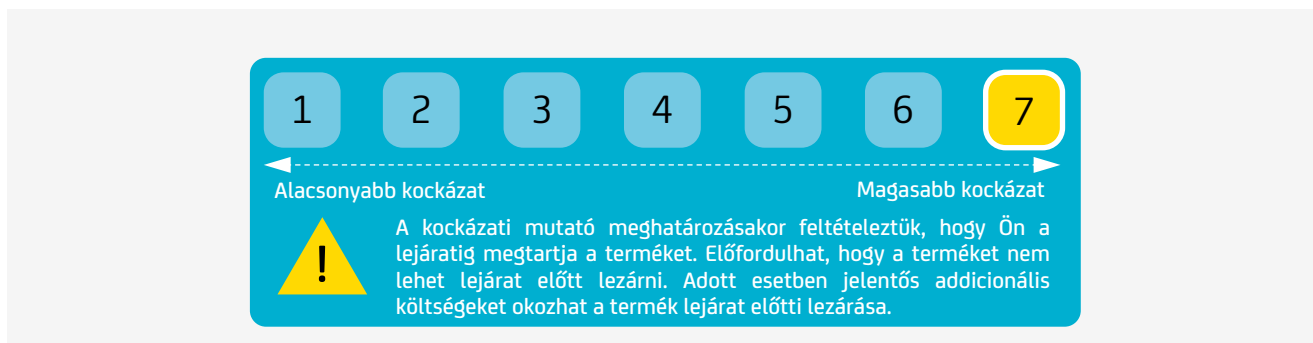 1 2 3 4 5 6 7
Alacsonyabb kockázat Magasabb kockázat
A kockázati mutató meghatározásakor feltételeztük, hogy Ön a
lejáratig megtartja a terméket. Előfordulhat, hogy a terméket nem
lehet lejárat előtt lezárni. Adott esetben jelentős addicionális
költségeket okozhat a termék lejárat előtti lezárása.
!